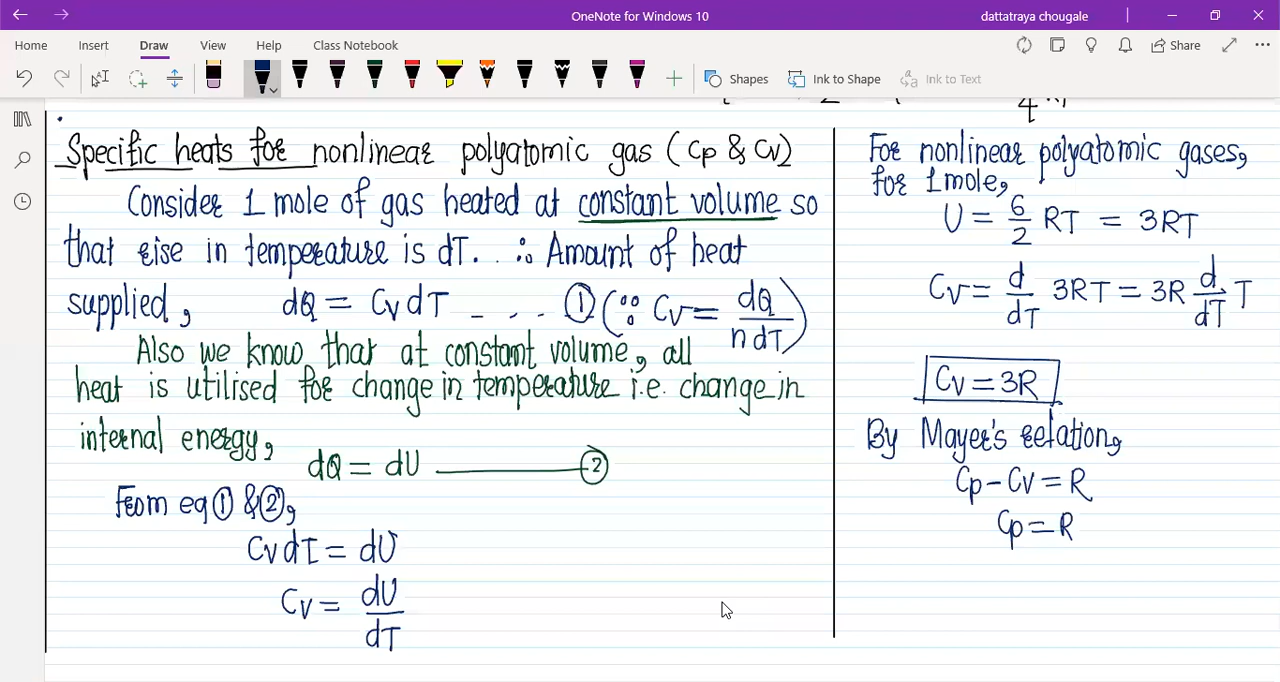 OneNote for Windows 10
dattatraya chougale
Home Insert Draw View Help Class Notebook
Share
Shapes Ink to Shape Ink to Text
Specific heats for nonlinear polyatomic gas (Cp & Cv)
Consider 1 mole of gas heated at constant volume so
that rise in temperature is dT. ∴ Amount of heat
supplied, dQ = Cv dT - . . . . ① (∵ Cv = dQ / n dT)
Also we know that at constant volume, all
heat is utilised for change in temperature i.e. change in
internal energy,
dQ = dU ——— ②
From eq ① & ②,
Cv dT = dU
Cv = dU / dT
For nonlinear polyatomic gases,
for 1 mole,
U = 6/2 RT = 3RT
Cv = d/dT 3RT = 3R d/dT T
Cv = 3R
By Mayer's relation,
Cp - Cv = R
Cp = R